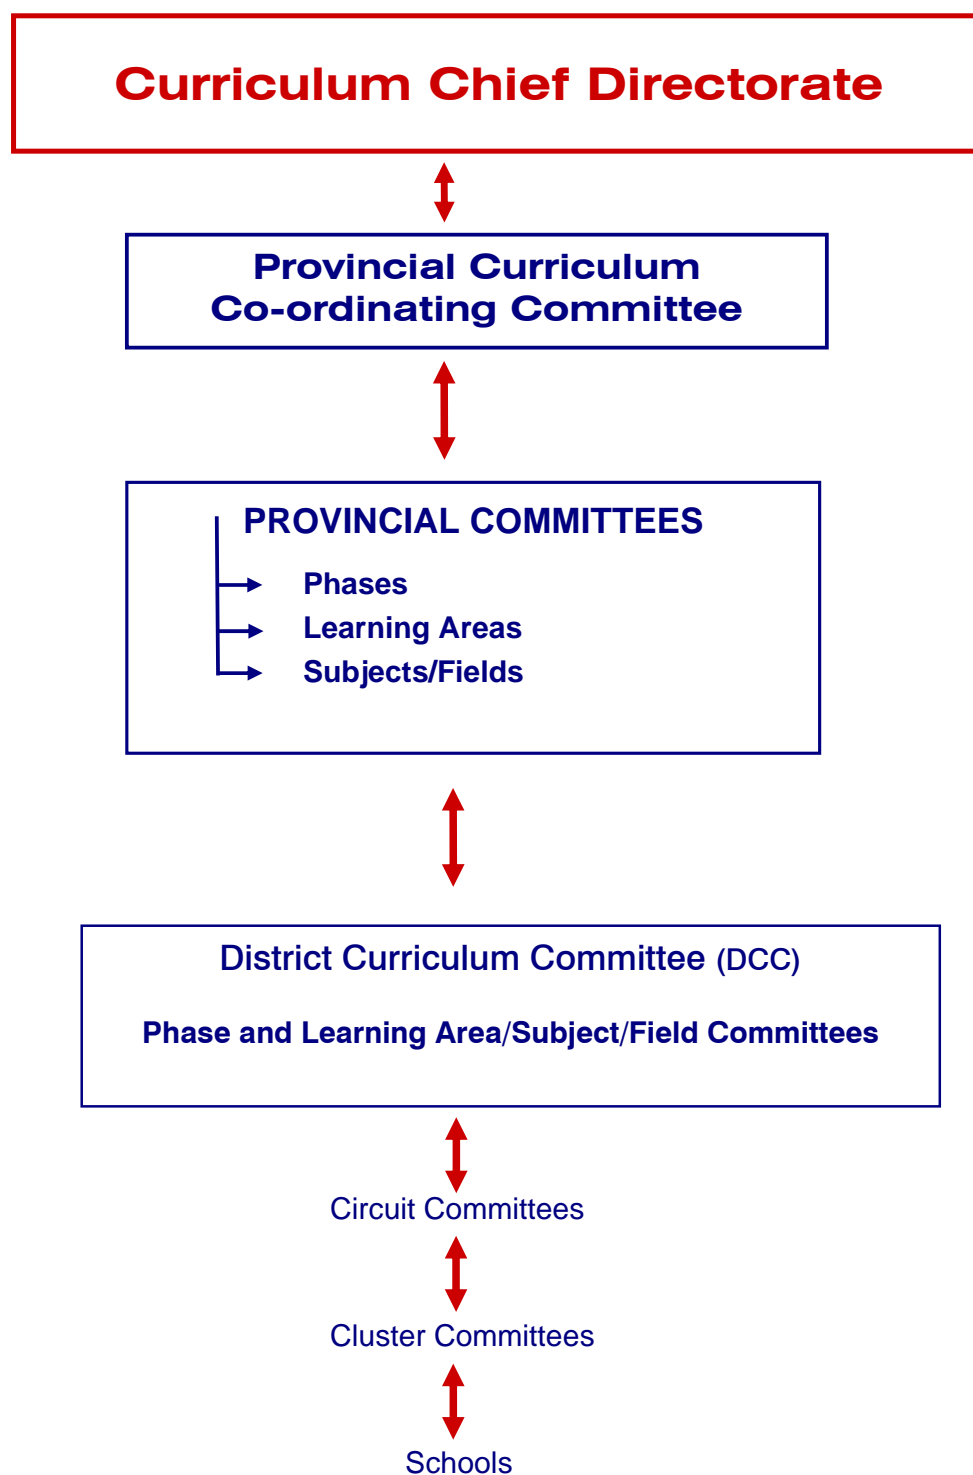 Curriculum Chief Directorate
Provincial Curriculum
Co-ordinating Committee
PROVINCIAL COMMITTEES
Phases
Learning Areas
Subjects/Fields
District Curriculum Committee (DCC)
Phase and Learning Area/Subject/Field Committees
Circuit Committees
Cluster Committees
Schools